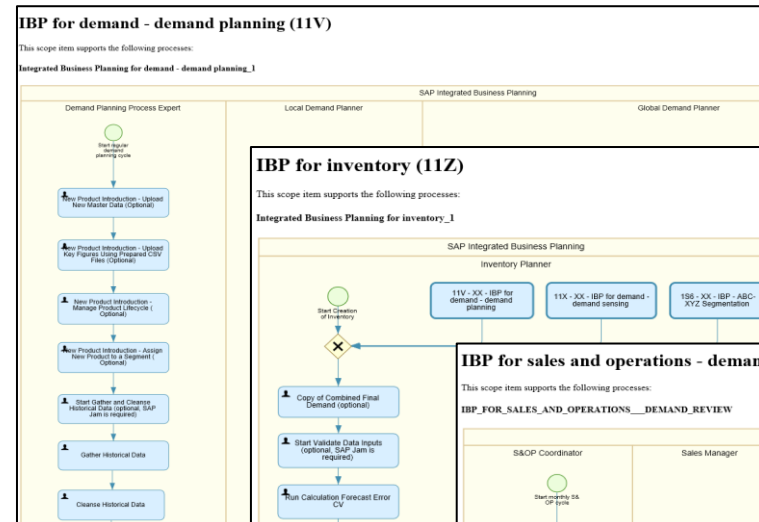 IBP for demand - demand planning (11V)
This scope item supports the following processes:
Integrated Business Planning for demand - demand planning_1
SAP Integrated Business Planning
Demand Planning Process Expert
Local Demand Planner
Global Demand Planner
Start regular
demand
planning cycle
New Product Introduction - Upload
New Master Data (Optional)
New Product Introduction - Upload
Key Figures Using Prepared CSV
Files (Optional)
New Product Introduction -
Manage Product Lifecycle (
Optional)
New Product Introduction - Assign
New Product to a Segment (
Optional)
Start Gather and Cleanse
Historical Data (optional, SAP
Jam is required)
Gather Historical Data
Cleanse Historical Data
IBP for inventory (11Z)
This scope item supports the following processes:
Integrated Business Planning for inventory_1
SAP Integrated Business Planning
Inventory Planner
Start Creation
of Inventory
11V - XX - IBP for
demand - demand
planning
11X - XX - IBP for demand -
demand sensing
1S6 - XX - IBP - ABC-
XYZ Segmentation
Copy of Combined Final
Demand (optional)
Start Validate Data Inputs
(optional, SAP Jam is
required)
Run Calculation Forecast Error
CV
IBP for sales and operations - deman
This scope item supports the following processes:
IBP_FOR_SALES_AND_OPERATIONS___DEMAND_REVIEW
S&OP Coordinator
Sales Manager
Start monthly S&
OP cycle